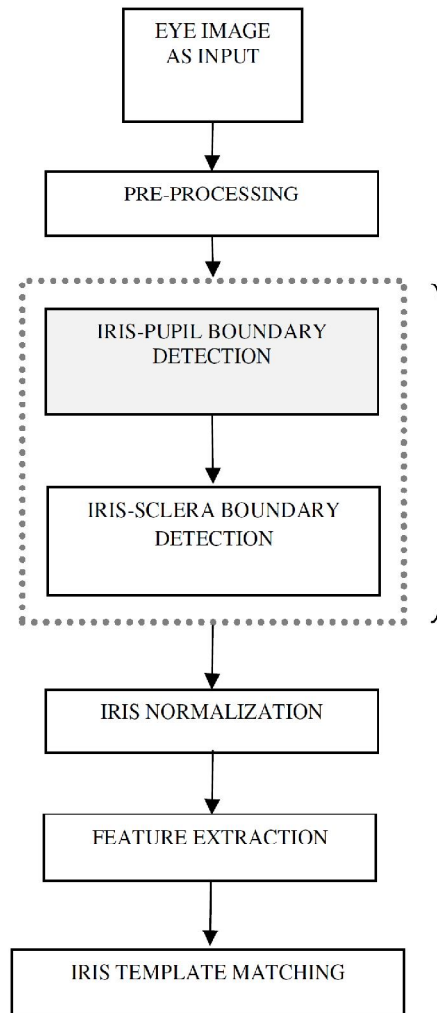 EYE IMAGE
AS INPUT
PRE-PROCESSING
IRIS-PUPIL BOUNDARY
DETECTION
IRIS-SCLERA BOUNDARY
DETECTION
IRIS NORMALIZATION
FEATURE EXTRACTION
IRIS TEMPLATE MATCHING